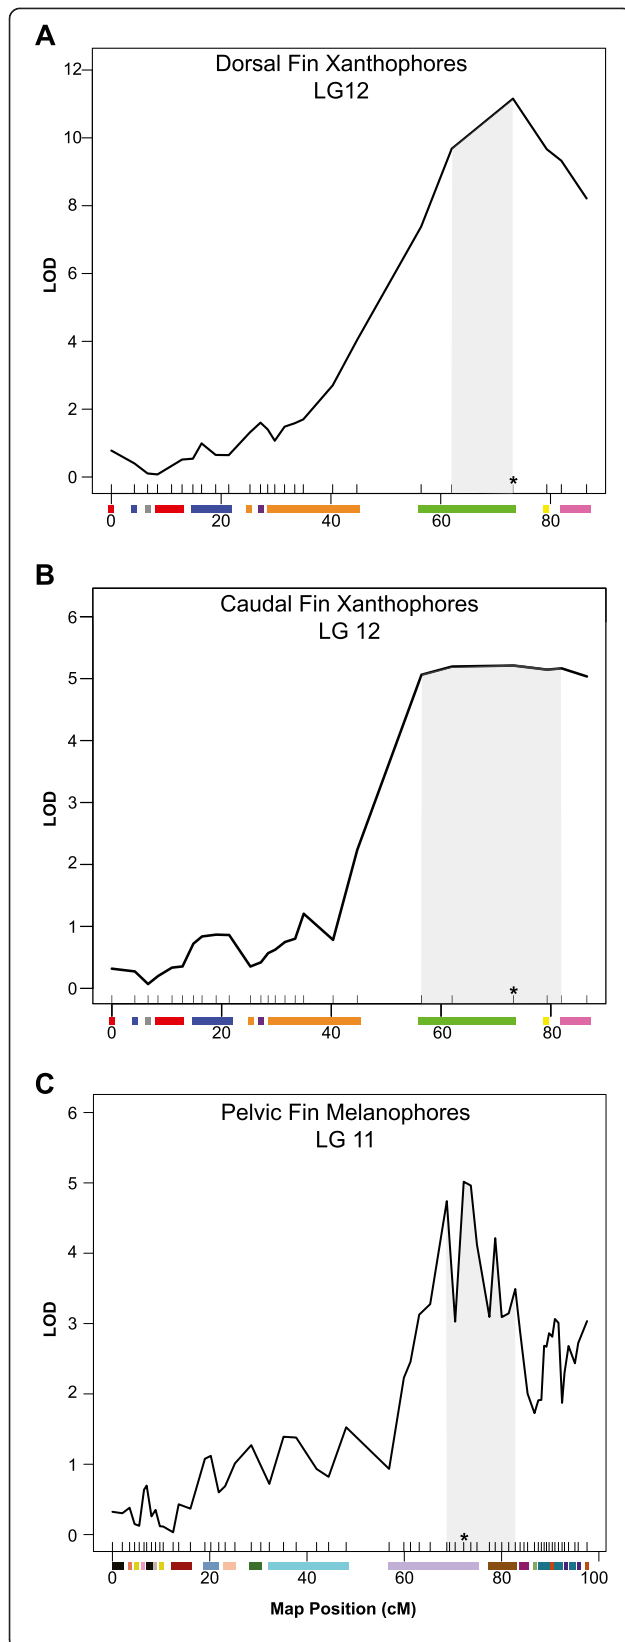 A
Dorsal Fin Xanthophores
LG12
12
10
8
6
4
2
0
LOD
*
0 20 40 60 80
B
Caudal Fin Xanthophores
LG 12
6
5
4
3
2
1
0
LOD
*
0 20 40 60 80
C
Pelvic Fin Melanophores
LG 11
6
5
4
3
2
1
0
LOD
*
0 20 40 60 80 100
Map Position (cM)